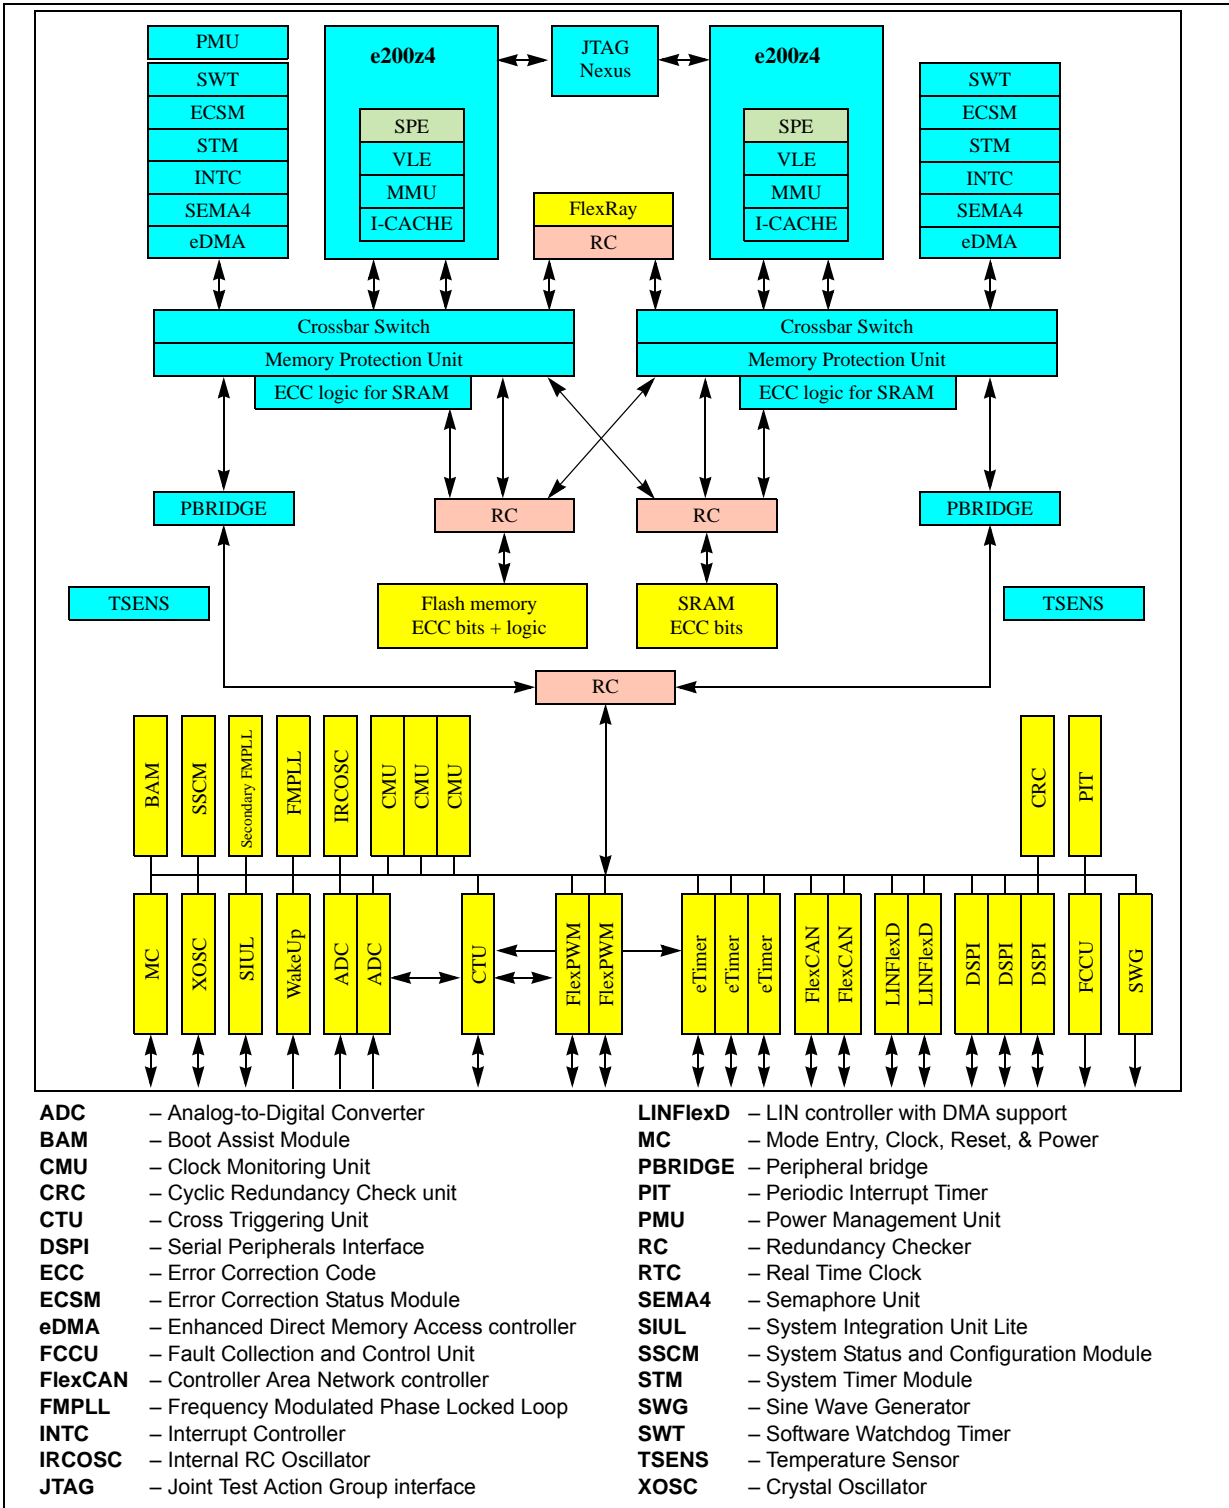 PMU
SWT
ECSM
STM
INTC
SEMA4
eDMA
e200z4
SPE
VLE
MMU
I-CACHE
JTAG
Nexus
FlexRay
RC
e200z4
SPE
VLE
MMU
I-CACHE
SWT
ECSM
STM
INTC
SEMA4
eDMA
Crossbar Switch
Memory Protection Unit
ECC logic for SRAM
Crossbar Switch
Memory Protection Unit
ECC logic for SRAM
PBRIDGE
RC
RC
PBRIDGE
TSENS
Flash memory
ECC bits + logic
SRAM
ECC bits
TSENS
RC
BAM
SSCM
Secondary FMPLL
FMPLL
IRCOSC
CMU
CMU
CMU
CRC
PIT
MC
XOSC
SIUL
WakeUp
ADC
ADC
CTU
FlexPWM
FlexPWM
eTimer
eTimer
eTimer
FlexCAN
FlexCAN
LINFlexD
LINFlexD
DSPI
DSPI
DSPI
FCCU
SWG
ADC – Analog-to-Digital Converter
BAM – Boot Assist Module
CMU – Clock Monitoring Unit
CRC – Cyclic Redundancy Check unit
CTU – Cross Triggering Unit
DSPI – Serial Peripherals Interface
ECC – Error Correction Code
ECSM – Error Correction Status Module
eDMA – Enhanced Direct Memory Access controller
FCCU – Fault Collection and Control Unit
FlexCAN – Controller Area Network controller
FMPLL – Frequency Modulated Phase Locked Loop
INTC – Interrupt Controller
IRCOSC – Internal RC Oscillator
JTAG – Joint Test Action Group interface
LINFlexD – LIN controller with DMA support
MC – Mode Entry, Clock, Reset, & Power
PBRIDGE – Peripheral bridge
PIT – Periodic Interrupt Timer
PMU – Power Management Unit
RC – Redundancy Checker
RTC – Real Time Clock
SEMA4 – Semaphore Unit
SIUL – System Integration Unit Lite
SSCM – System Status and Configuration Module
STM – System Timer Module
SWG – Sine Wave Generator
SWT – Software Watchdog Timer
TSENS – Temperature Sensor
XOSC – Crystal Oscillator